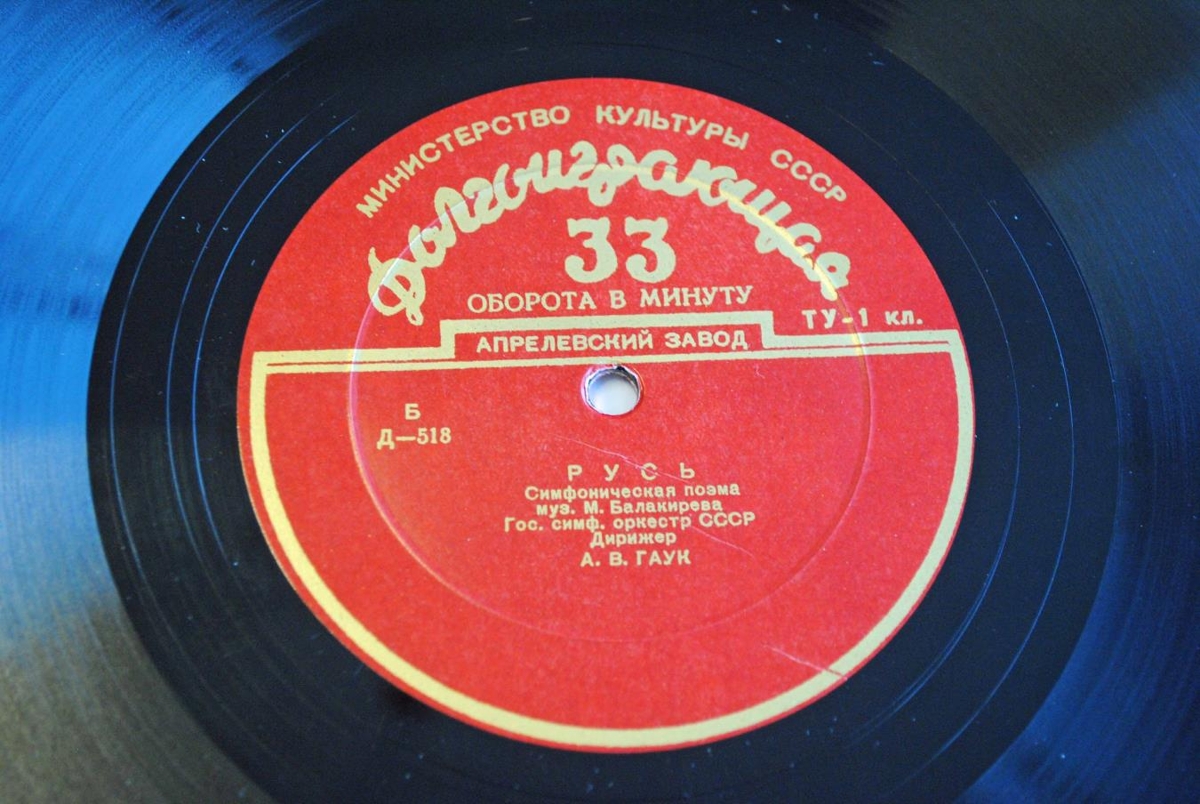 МИНИСТЕРСТВО КУЛЬТУРЫ СССР
Долгоиграющая
33
ОБОРОТА В МИНУТУ
ТУ-1 кл.
АПРЕЛЕВСКИЙ ЗАВОД
Б
Д—518
РУСЬ
Симфоническая поэма
муз. М. Балакирева
Гос. симф. оркестр СССР
Дирижер
А. В. ГАУК